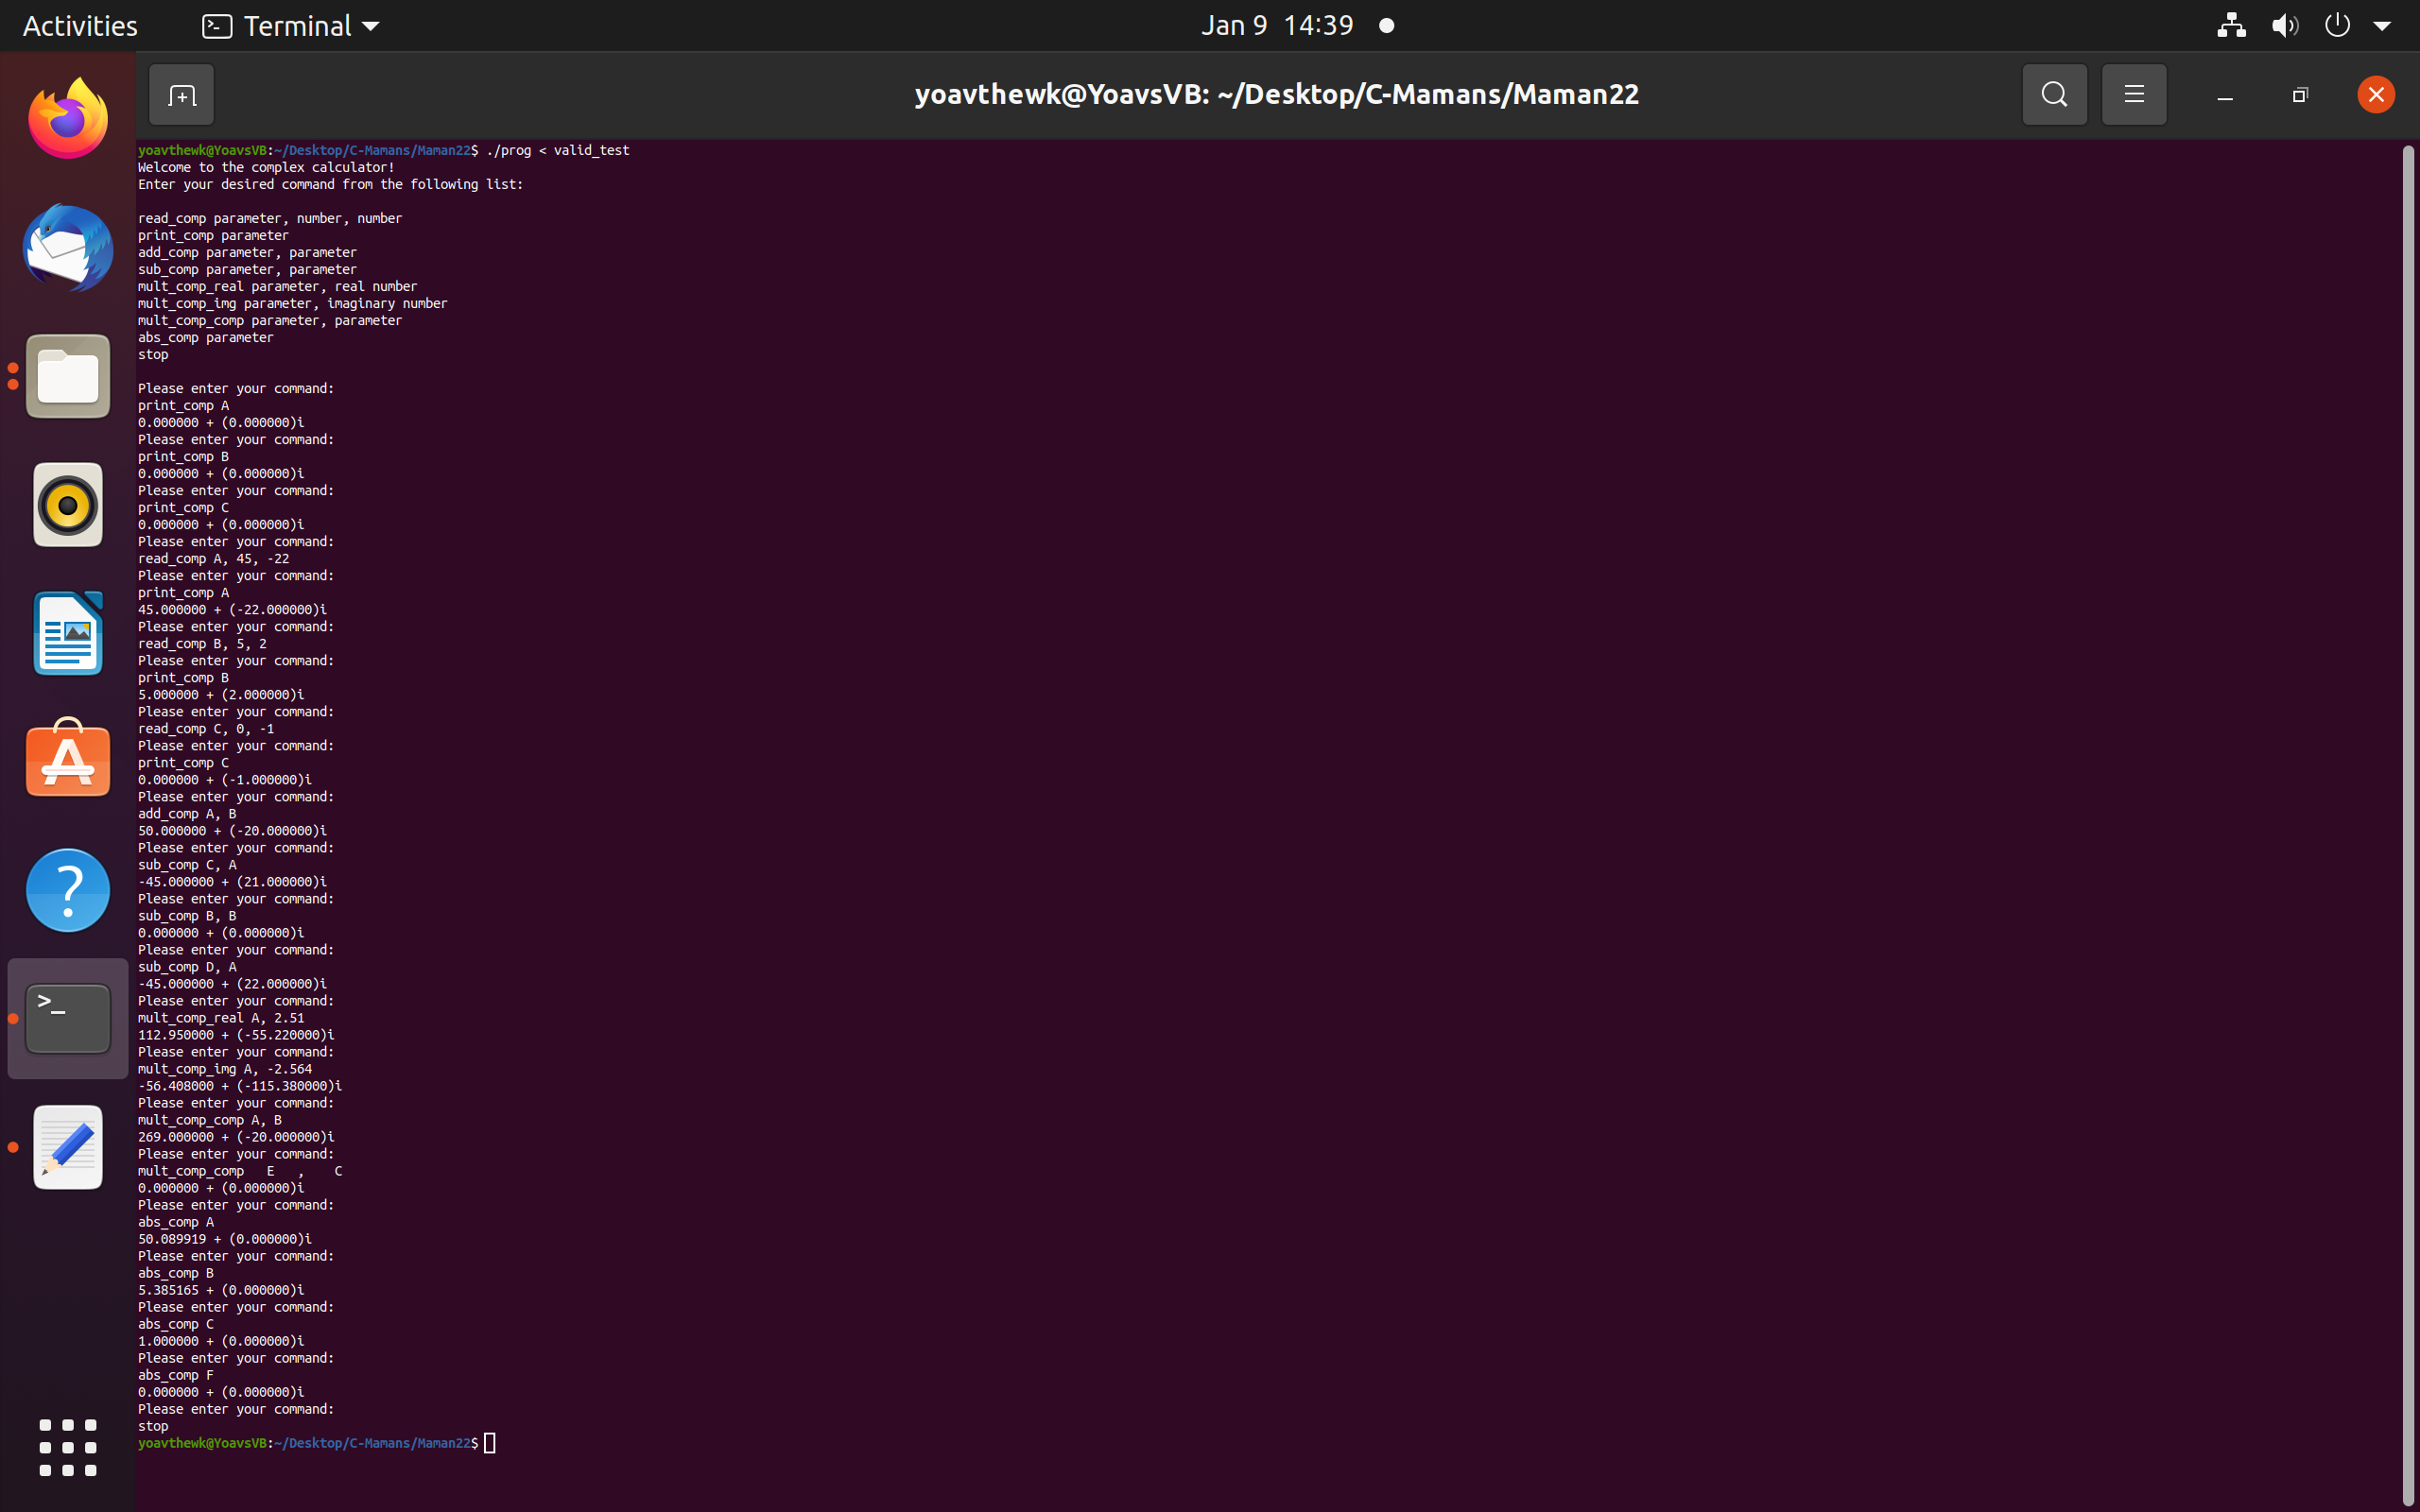 Activities Terminal Jan 9 14:39
yoavthewk@YoavsVB: ~/Desktop/C-Mamans/Maman22
yoavthewk@YoavsVB:~/Desktop/C-Mamans/Maman22$ ./prog < valid_test
Welcome to the complex calculator!
Enter your desired command from the following list:

read_comp parameter, number, number
print_comp parameter
add_comp parameter, parameter
sub_comp parameter, parameter
mult_comp_real parameter, real number
mult_comp_img parameter, imaginary number
mult_comp_comp parameter, parameter
abs_comp parameter
stop

Please enter your command:
print_comp A
0.000000 + (0.000000)i
Please enter your command:
print_comp B
0.000000 + (0.000000)i
Please enter your command:
print_comp C
0.000000 + (0.000000)i
Please enter your command:
read_comp A, 45, -22
Please enter your command:
print_comp A
45.000000 + (-22.000000)i
Please enter your command:
read_comp B, 5, 2
Please enter your command:
print_comp B
5.000000 + (2.000000)i
Please enter your command:
read_comp C, 0, -1
Please enter your command:
print_comp C
0.000000 + (-1.000000)i
Please enter your command:
add_comp A, B
50.000000 + (-20.000000)i
Please enter your command:
sub_comp C, A
-45.000000 + (21.000000)i
Please enter your command:
sub_comp B, B
0.000000 + (0.000000)i
Please enter your command:
sub_comp D, A
-45.000000 + (22.000000)i
Please enter your command:
mult_comp_real A, 2.51
112.950000 + (-55.220000)i
Please enter your command:
mult_comp_img A, -2.564
-56.408000 + (-115.380000)i
Please enter your command:
mult_comp_comp A, B
269.000000 + (-20.000000)i
Please enter your command:
mult_comp_comp   E   ,    C
0.000000 + (0.000000)i
Please enter your command:
abs_comp A
50.089919 + (0.000000)i
Please enter your command:
abs_comp B
5.385165 + (0.000000)i
Please enter your command:
abs_comp C
1.000000 + (0.000000)i
Please enter your command:
abs_comp F
0.000000 + (0.000000)i
Please enter your command:
stop
yoavthewk@YoavsVB:~/Desktop/C-Mamans/Maman22$